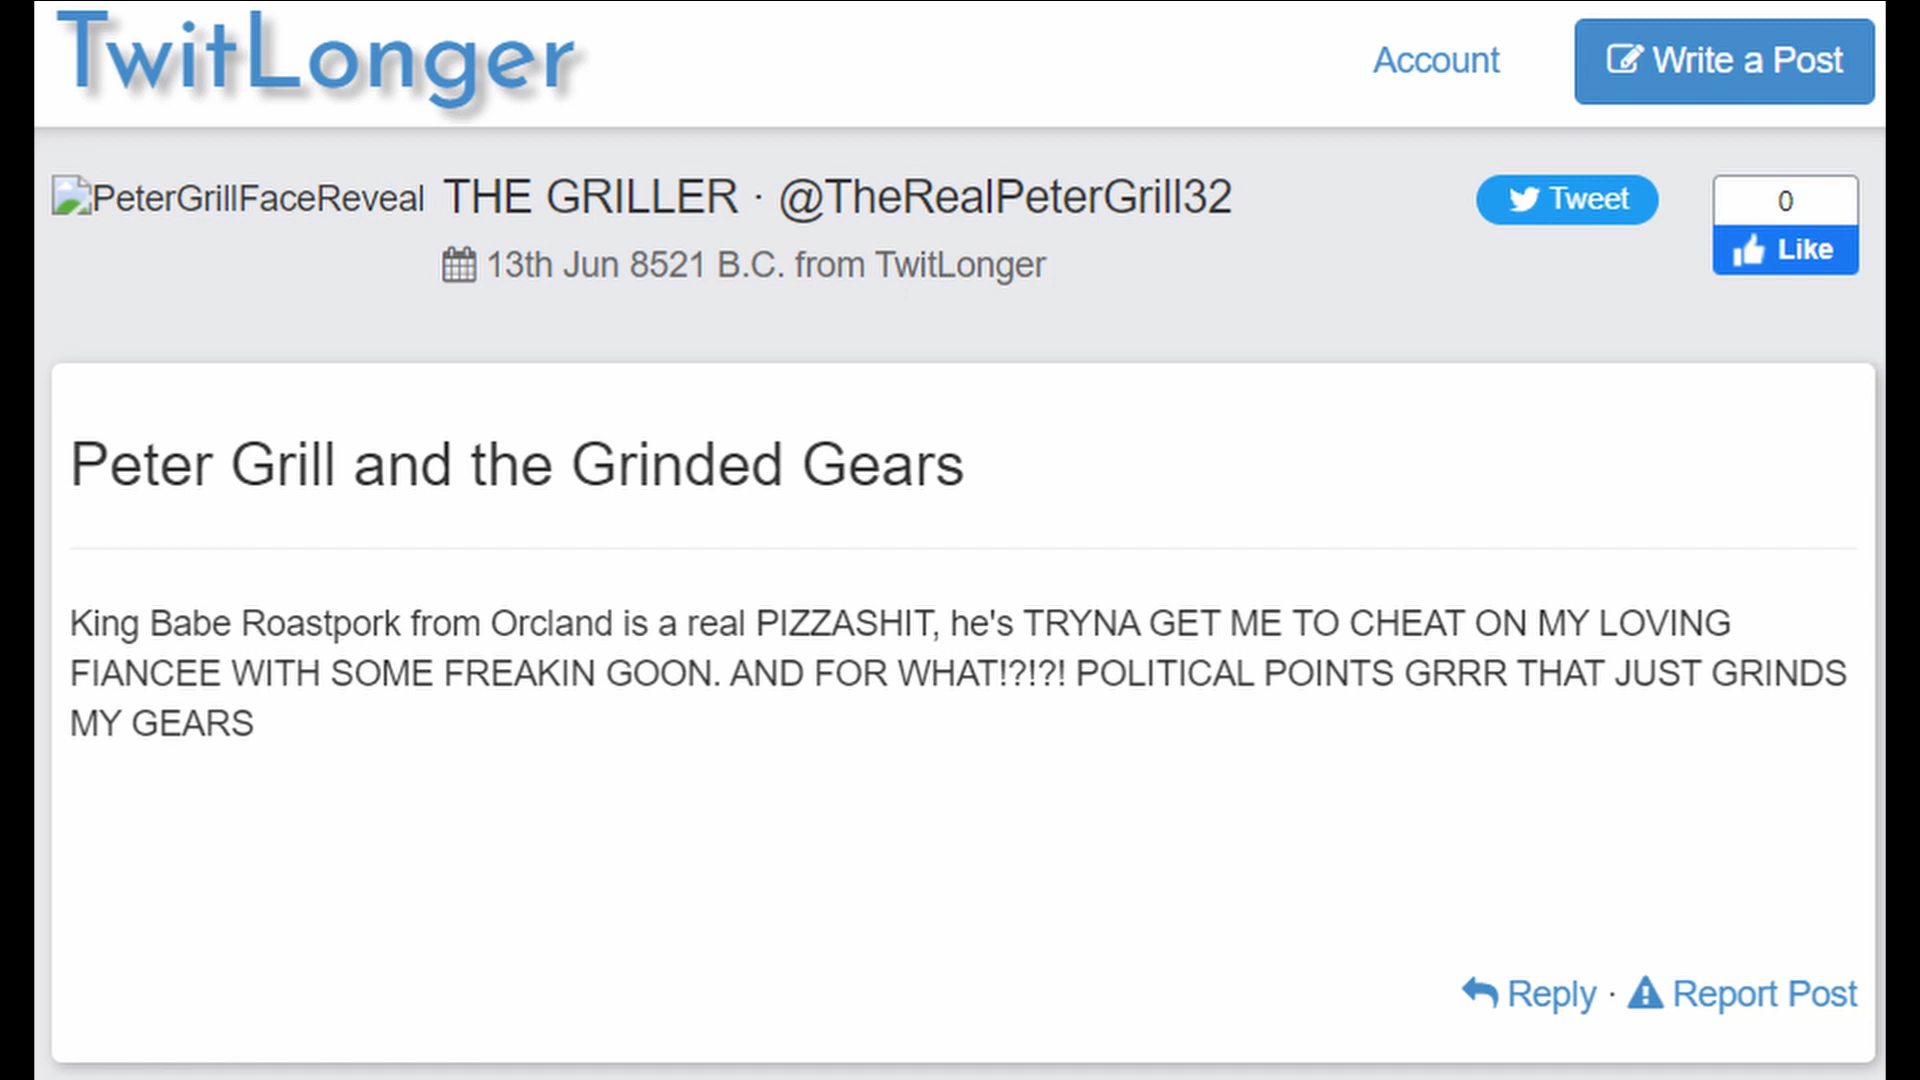 TwitLonger
Account
Write a Post
PeterGrillFaceReveal THE GRILLER · @TheRealPeterGrill32
Tweet
0
Like
13th Jun 8521 B.C. from TwitLonger
Peter Grill and the Grinded Gears
King Babe Roastpork from Orcland is a real PIZZASHIT, he's TRYNA GET ME TO CHEAT ON MY LOVING
FIANCEE WITH SOME FREAKIN GOON. AND FOR WHAT!?!?! POLITICAL POINTS GRRR THAT JUST GRINDS
MY GEARS
Reply · Report Post